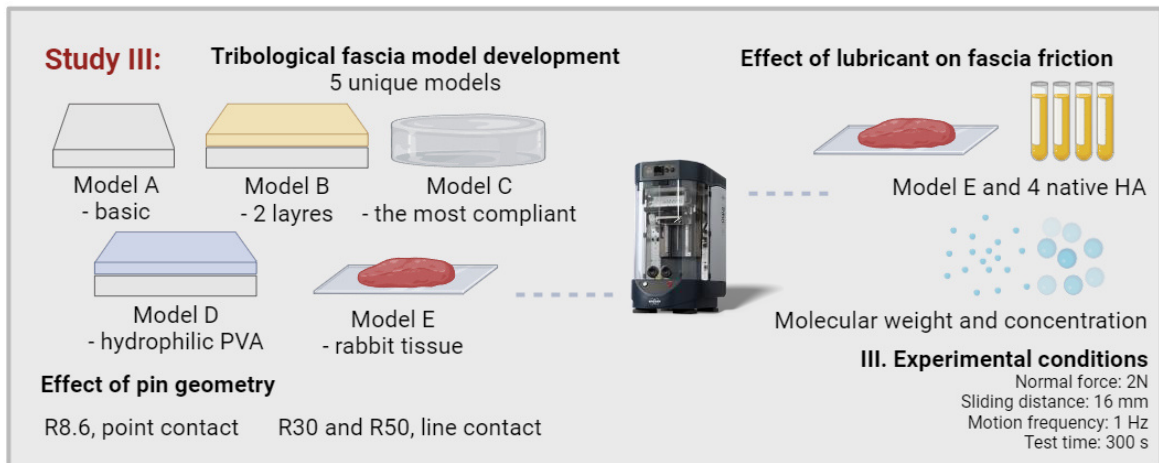 Study III:
Tribological fascia model development
5 unique models
Model A
- basic
Model B
- 2 layres
Model C
- the most compliant
Model D
- hydrophilic PVA
Model E
- rabbit tissue
Effect of pin geometry
R8.6, point contact
R30 and R50, line contact
Effect of lubricant on fascia friction
Model E and 4 native HA
Molecular weight and concentration
III. Experimental conditions
Normal force: 2N
Sliding distance: 16 mm
Motion frequency: 1 Hz
Test time: 300 s